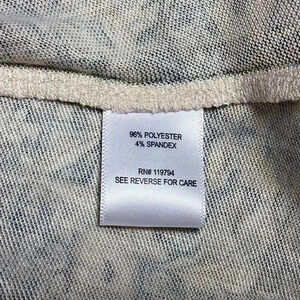 96% POLYESTER
4% SPANDEX
RN# 119794
SEE REVERSE FOR CARE